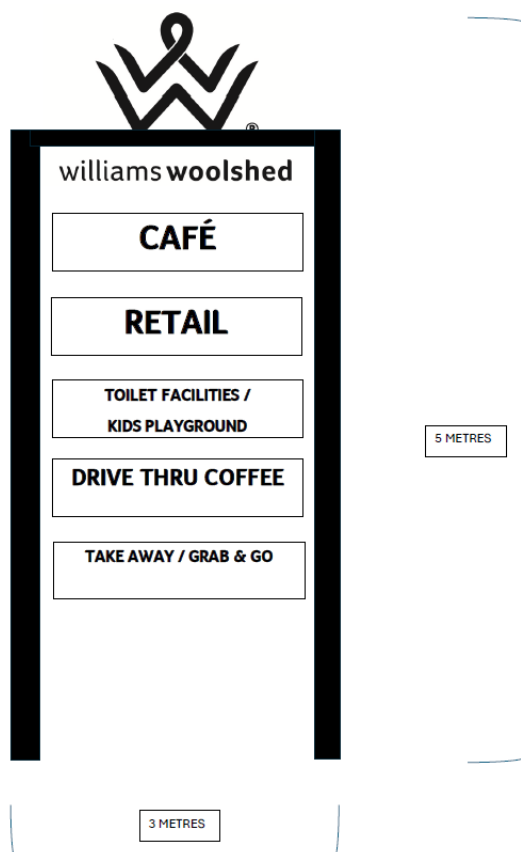 ®
williams woolshed
CAFÉ
RETAIL
TOILET FACILITIES /
KIDS PLAYGROUND
DRIVE THRU COFFEE
TAKE AWAY / GRAB & GO
5 METRES
3 METRES